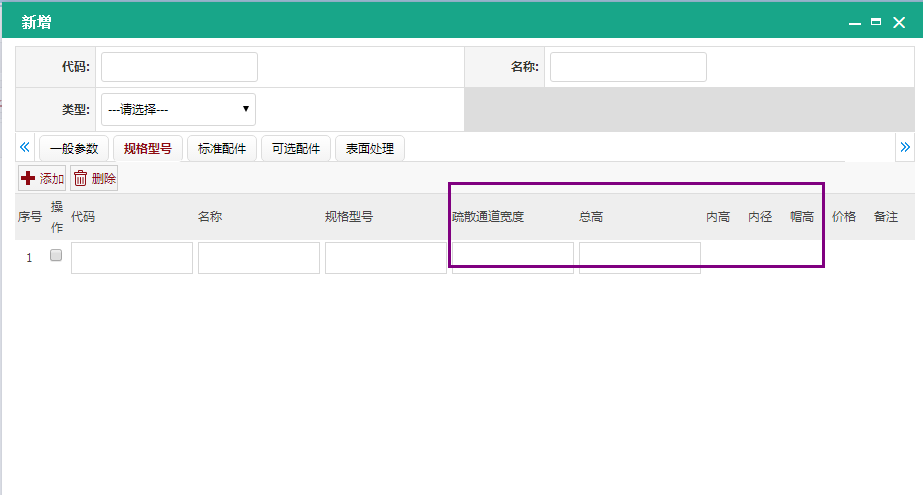 新增
代码:
名称:
类型: ---请选择---
一般参数 规格型号 标准配件 可选配件 表面处理
添加 删除
序号 操作 代码 名称 规格型号 疏散通道宽度 总高 内高 内径 帽高 价格 备注
1